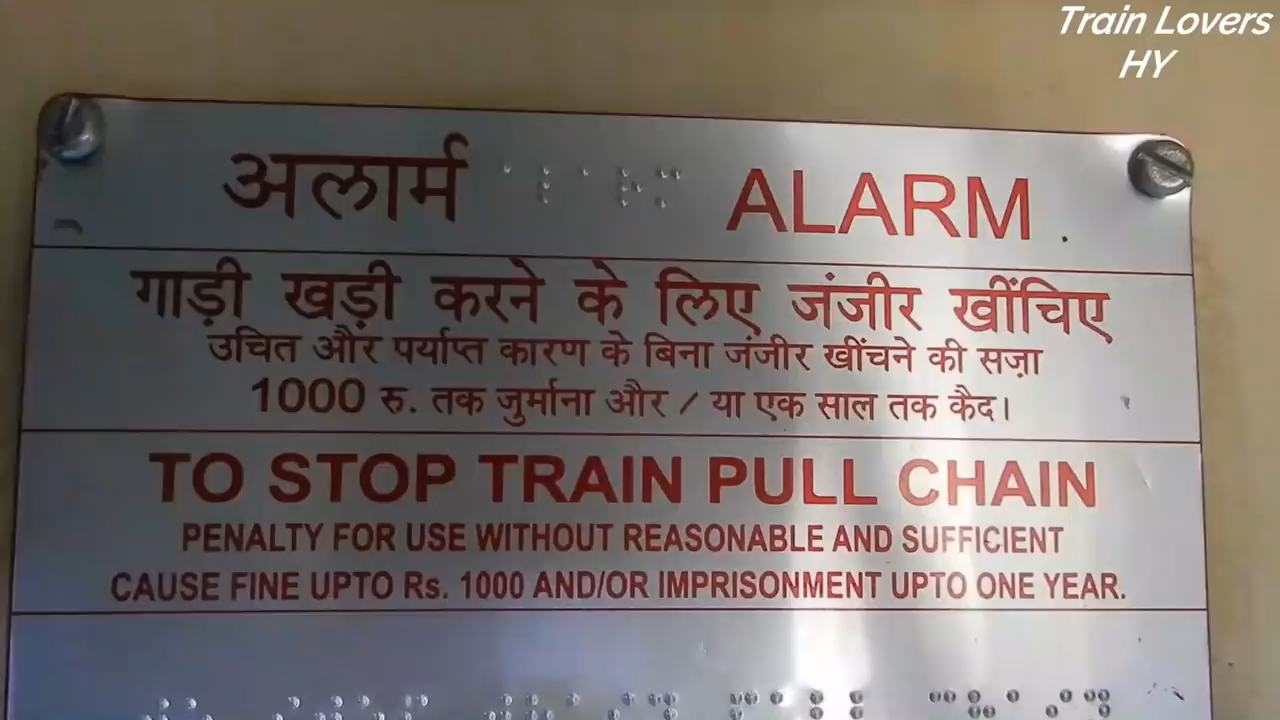 Train Lovers
HY
अलार्म ALARM
गाड़ी खड़ी करने के लिए जंजीर खींचिए
उचित और पर्याप्त कारण के बिना जंजीर खींचने की सज़ा
1000 रु. तक जुर्माना और / या एक साल तक कैद।
TO STOP TRAIN PULL CHAIN
PENALTY FOR USE WITHOUT REASONABLE AND SUFFICIENT
CAUSE FINE UPTO Rs. 1000 AND/OR IMPRISONMENT UPTO ONE YEAR.